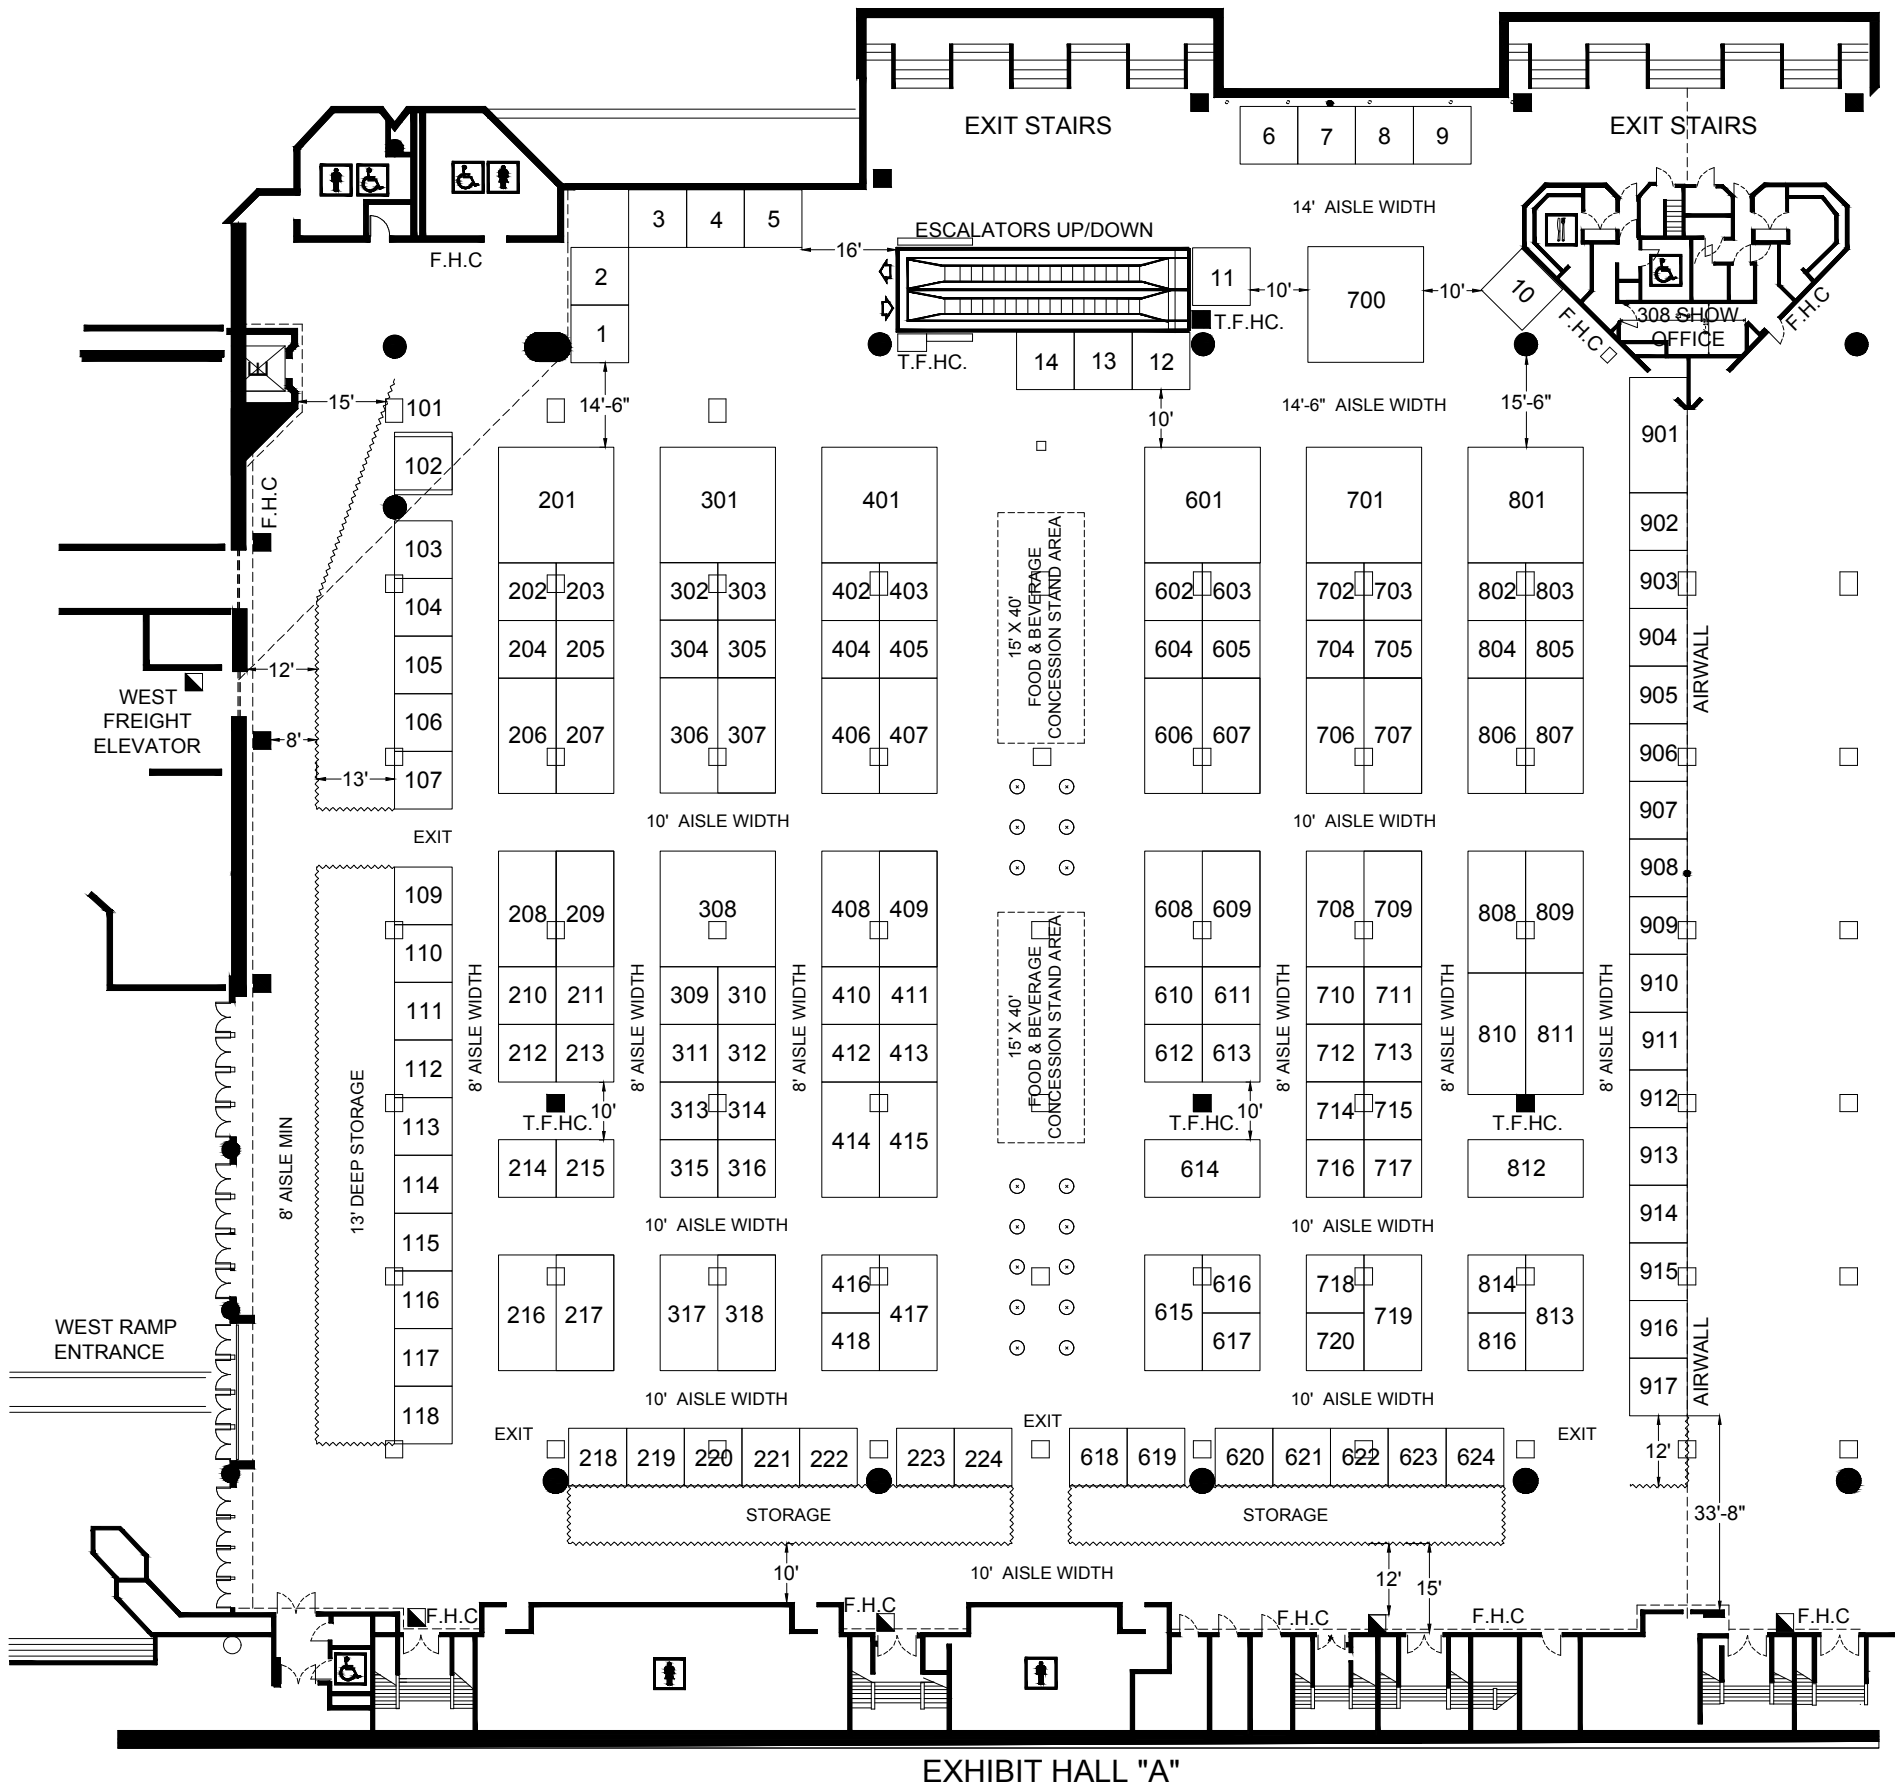 EXIT STAIRS
EXIT STAIRS
6 7 8 9
14' AISLE WIDTH
3 4 5
F.H.C
16'
ESCALATORS UP/DOWN
2
1
11
10'
700
10'
10
T.F.HC.
T.F.HC.
14 13 12
308 SHOW
OFFICE
F.H.C
F.H.C
15'
101
14'-6"
10'
14'-6" AISLE WIDTH
15'-6"
102
201 301 401 601 701 801
901
F.H.C
103
902
202 203 302 303 402 403 602 603 702 703 802 803
903
104
204 205 304 305 404 405 604 605 704 705 804 805
904
105
12'
905
AIRWALL
15' X 40'
FOOD & BEVERAGE
CONCESSION STAND AREA
WEST
FREIGHT
ELEVATOR
8'
13'
106
206 207 306 307 406 407 606 607 706 707 806 807
906
107
907
10' AISLE WIDTH
10' AISLE WIDTH
EXIT
109
908
208 209 308 408 409 608 609 708 709 808 809
909
110
910
210 211 309 310 410 411 610 611 710 711
111
911
810 811
212 213 311 312 412 413 612 613 712 713
112
912
8' AISLE WIDTH
8' AISLE WIDTH
8' AISLE WIDTH
8' AISLE WIDTH
8' AISLE WIDTH
8' AISLE WIDTH
15' X 40'
FOOD & BEVERAGE
CONCESSION STAND AREA
8' AISLE MIN
13' DEEP STORAGE
T.F.HC.
10'
313 314
T.F.HC.
10'
714 715
T.F.HC.
113
913
414 415
214 215 315 316 614 716 717 812
114
914
10' AISLE WIDTH
10' AISLE WIDTH
115
915
116
416 616 718 814
216 217 317 318 417 615 719 813
418 617 720 816
916
AIRWALL
117
917
118
WEST RAMP
ENTRANCE
10' AISLE WIDTH
10' AISLE WIDTH
EXIT
EXIT
EXIT
218 219 220 221 222 223 224
618 619 620 621 622 623 624
12'
STORAGE
STORAGE
33'-8"
10'
10' AISLE WIDTH
12'
15'
F.H.C
F.H.C
F.H.C
F.H.C
F.H.C
EXHIBIT HALL "A"